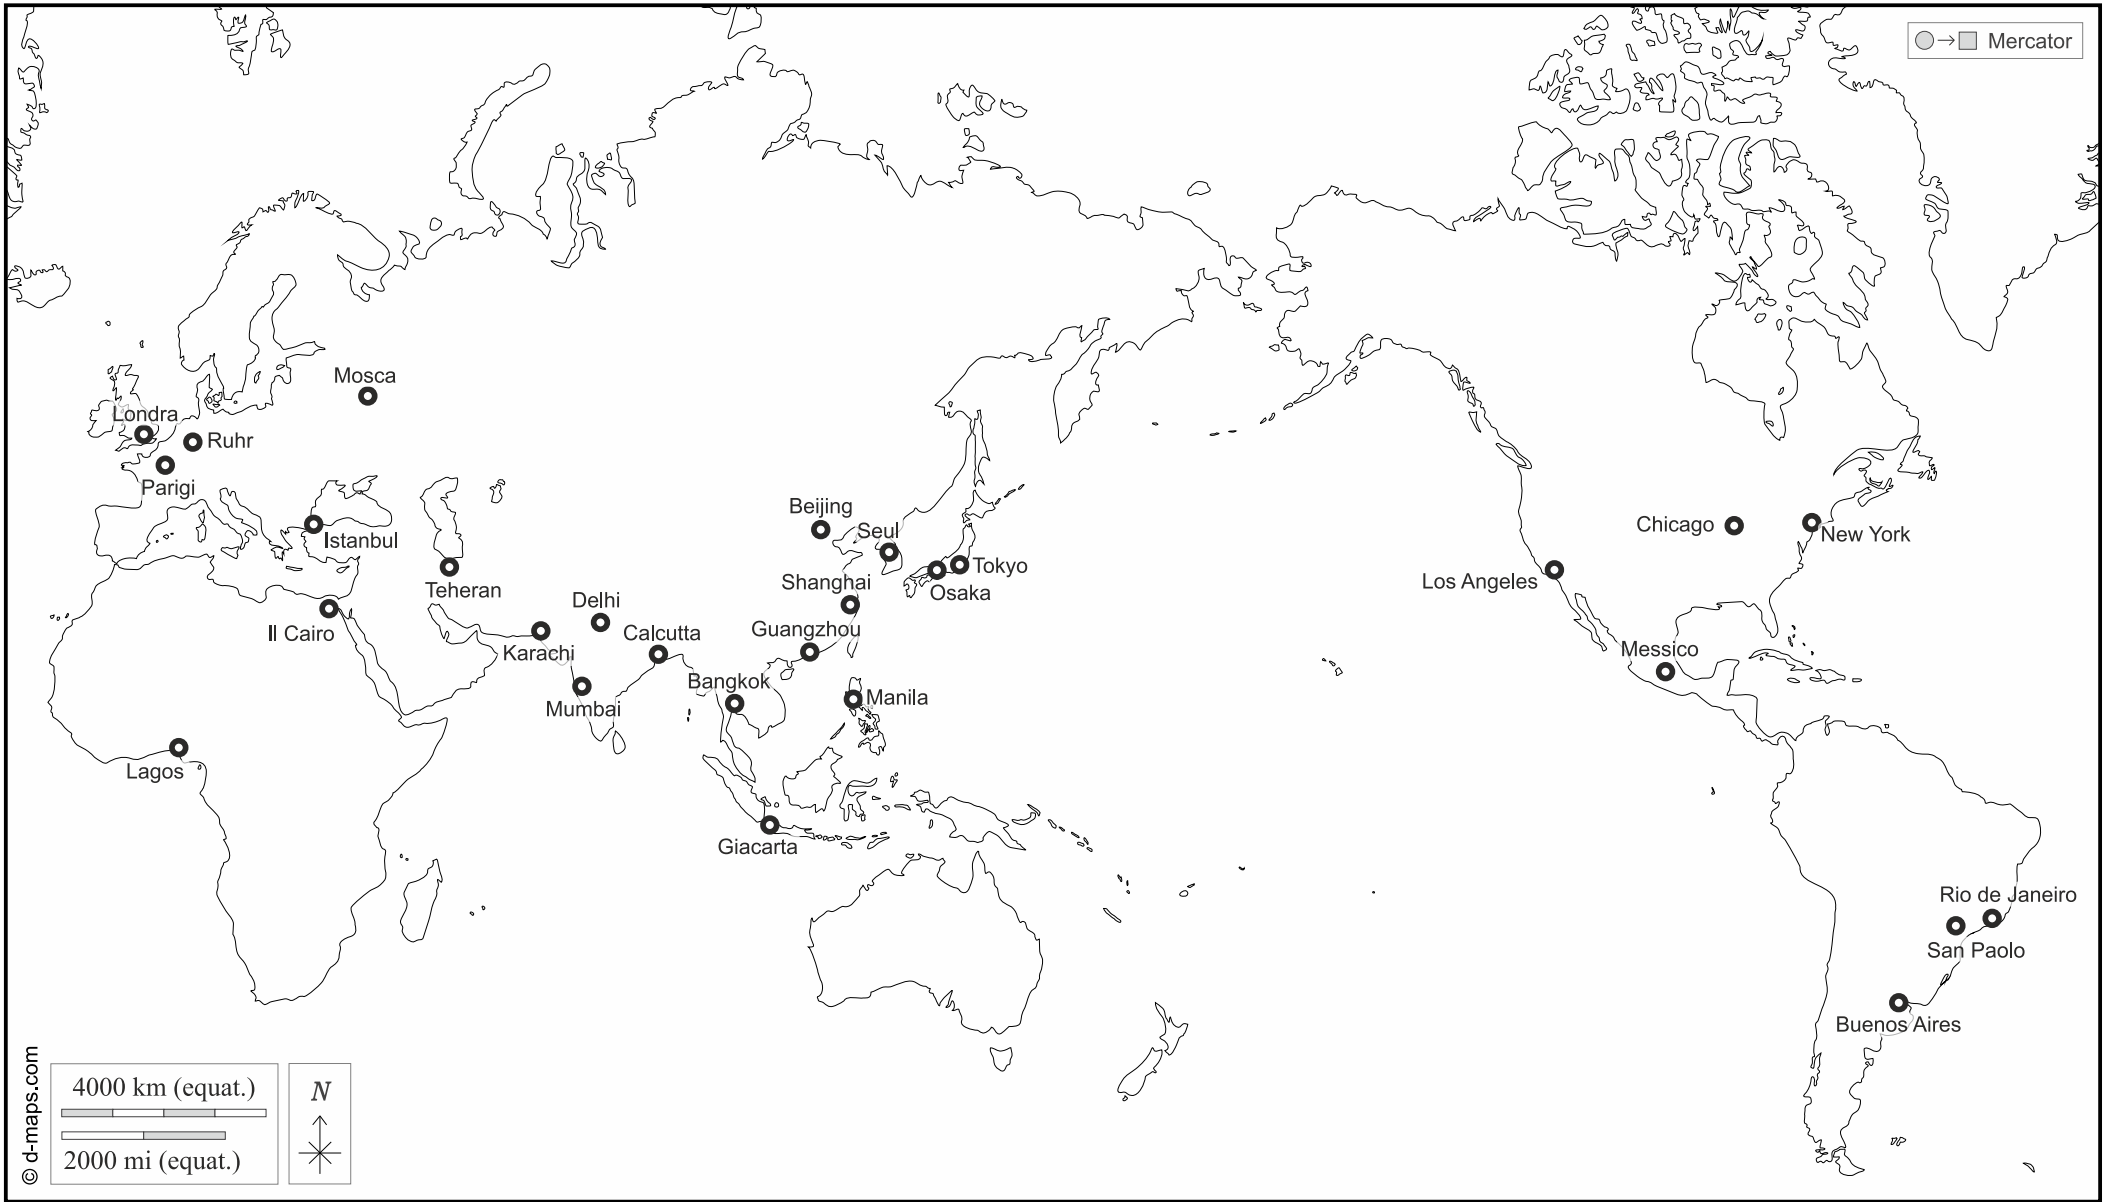 Mercator
Mosca
Londra
Ruhr
Parigi
Istanbul
Teheran
Il Cairo
Karachi
Delhi
Calcutta
Mumbai
Beijing
Seul
Tokyo
Osaka
Shanghai
Guangzhou
Bangkok
Manila
Lagos
Giacarta
Chicago
New York
Los Angeles
Messico
Rio de Janeiro
San Paolo
Buenos Aires
© d-maps.com
4000 km (equat.)
2000 mi (equat.)
N